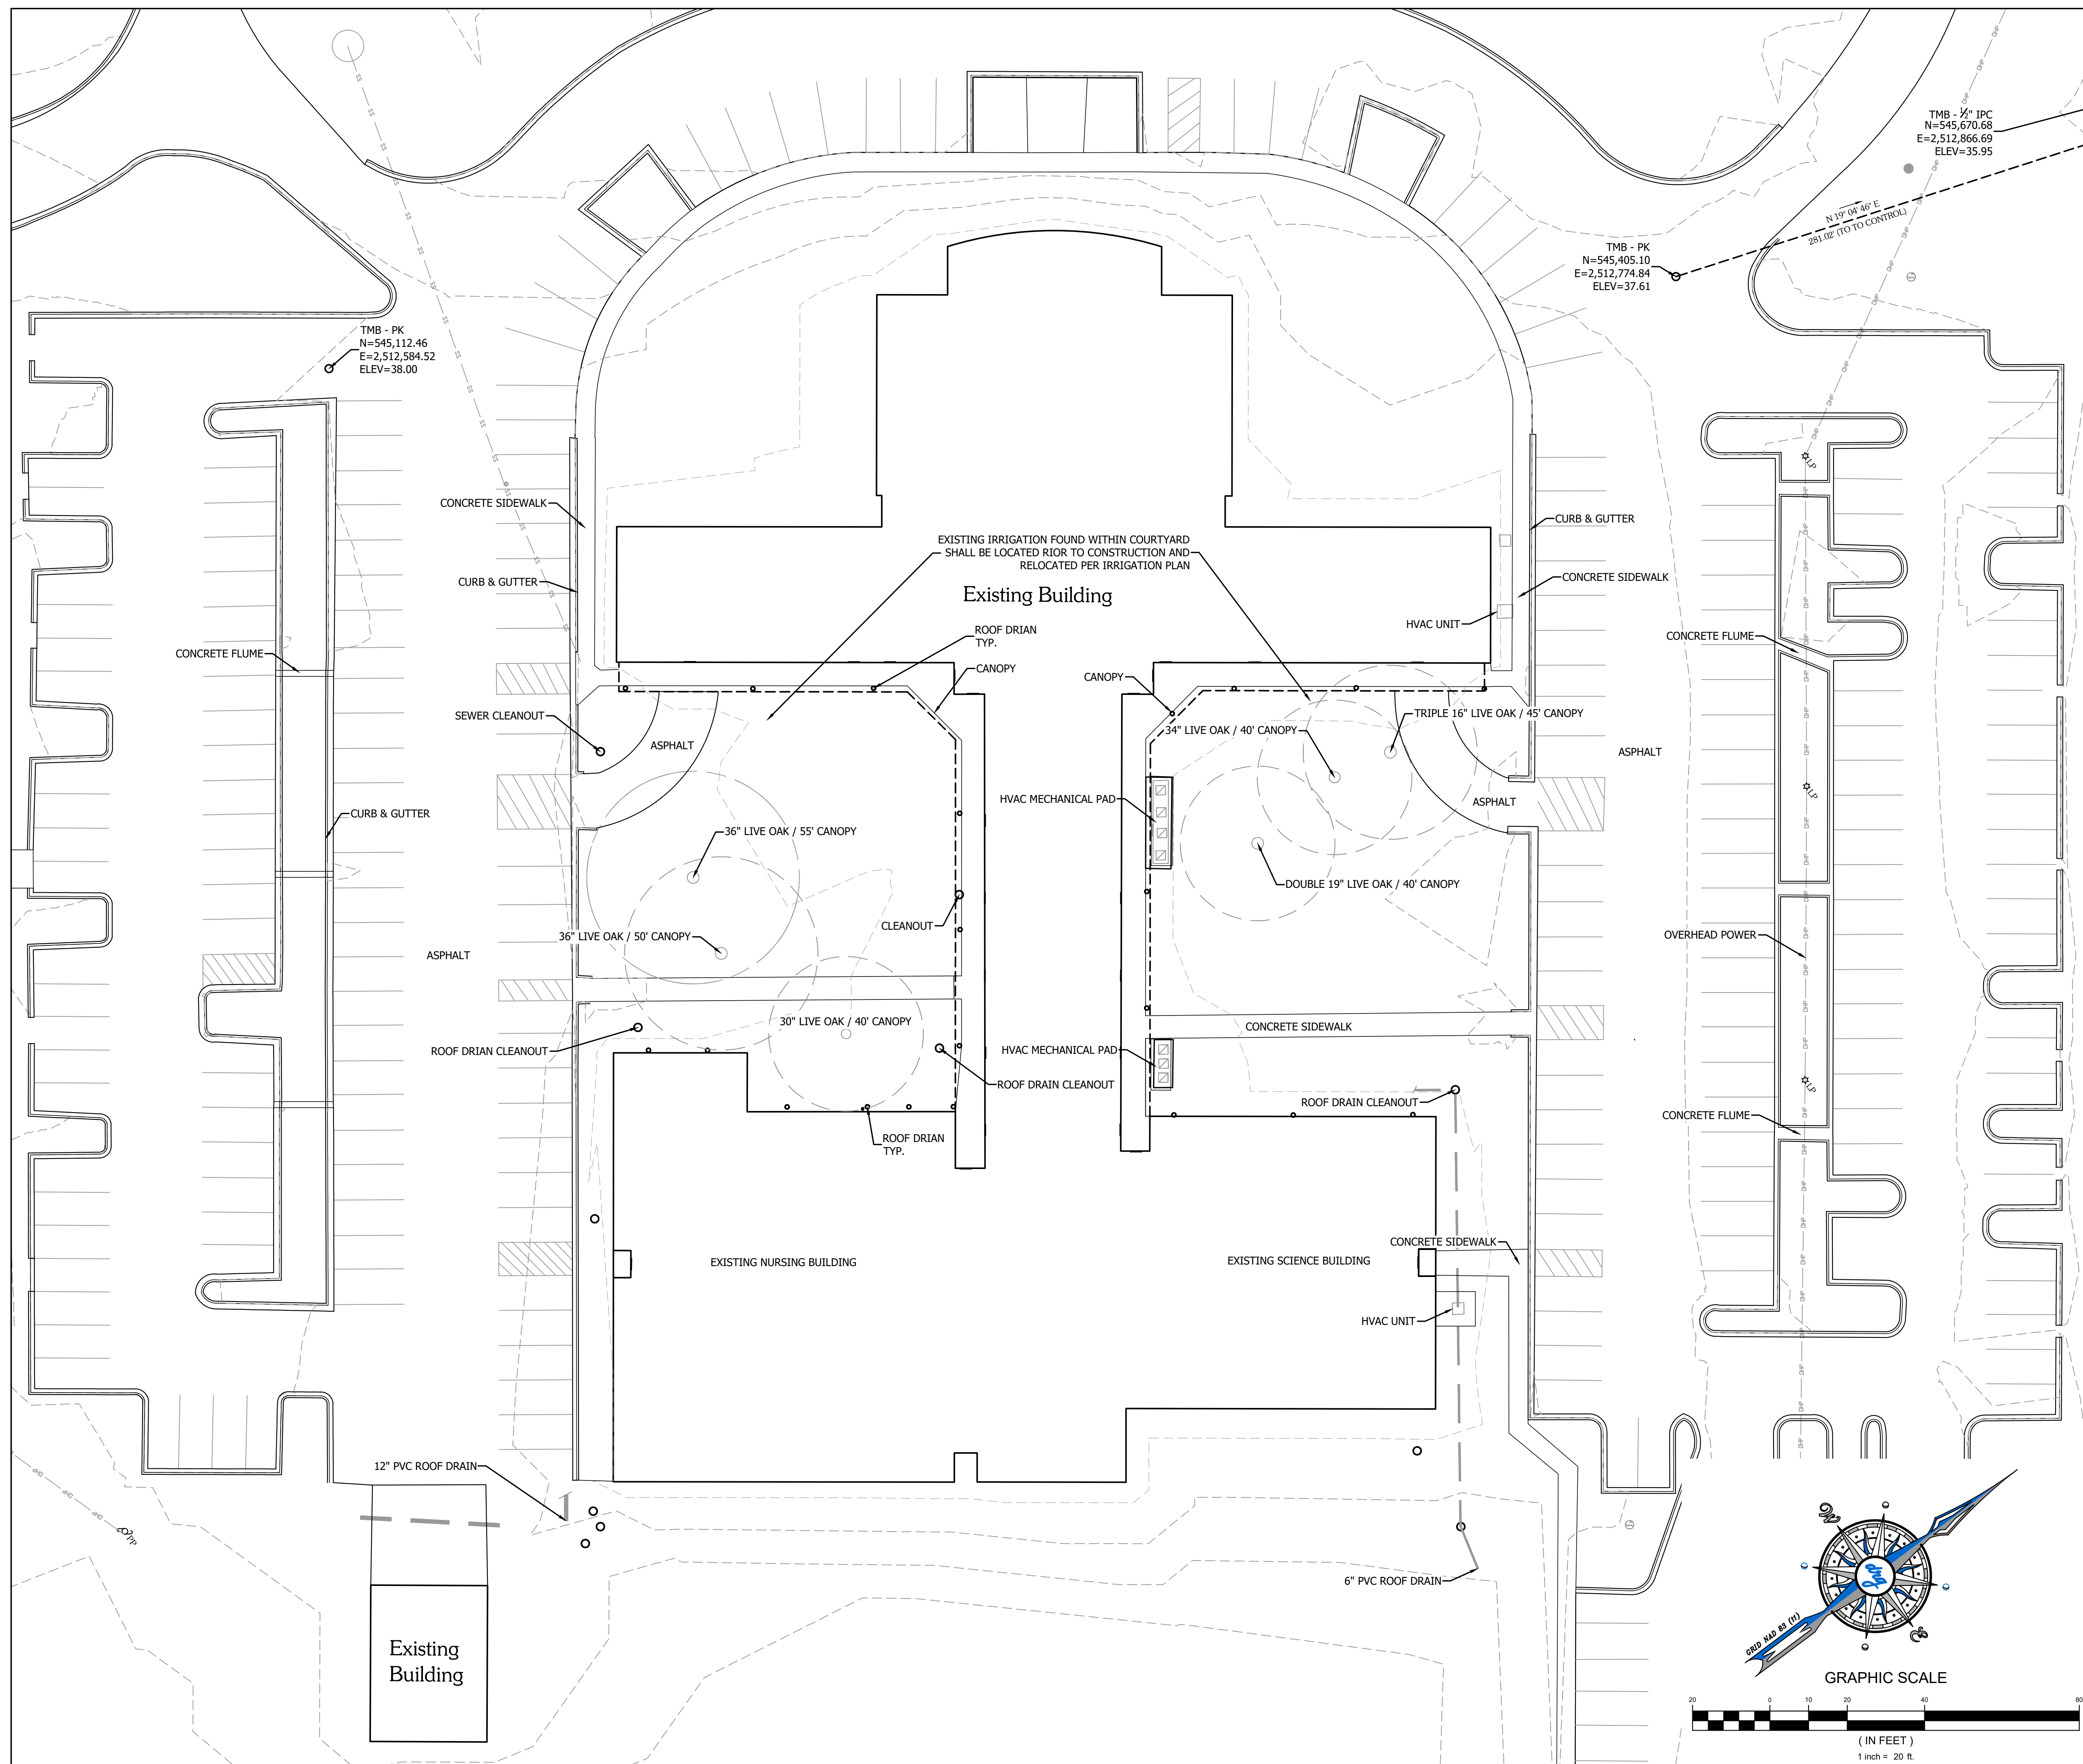 TMB - ½" IPC
N=545,670.68
E=2,512,866.69
ELEV=35.95
N 19° 04' 46" E
281.02' (TO TO CONTROL)
TMB - PK
N=545,405.10
E=2,512,774.84
ELEV=37.61
TMB - PK
N=545,112.46
E=2,512,584.52
ELEV=38.00
CONCRETE SIDEWALK
CURB & GUTTER
EXISTING IRRIGATION FOUND WITHIN COURTYARD
SHALL BE LOCATED RIOR TO CONSTRUCTION AND
RELOCATED PER IRRIGATION PLAN
Existing Building
CURB & GUTTER
CONCRETE SIDEWALK
HVAC UNIT
ROOF DRIAN
TYP.
CANOPY
CANOPY
CONCRETE FLUME
CONCRETE FLUME
SEWER CLEANOUT
ASPHALT
TRIPLE 16" LIVE OAK / 45' CANOPY
34" LIVE OAK / 40' CANOPY
ASPHALT
HVAC MECHANICAL PAD
ASPHALT
CURB & GUTTER
36" LIVE OAK / 55' CANOPY
DOUBLE 19" LIVE OAK / 40' CANOPY
CLEANOUT
36" LIVE OAK / 50' CANOPY
OVERHEAD POWER
ASPHALT
30" LIVE OAK / 40' CANOPY
CONCRETE SIDEWALK
ROOF DRIAN CLEANOUT
HVAC MECHANICAL PAD
ROOF DRAIN CLEANOUT
ROOF DRAIN CLEANOUT
CONCRETE FLUME
ROOF DRIAN
TYP.
LP
LP
LP
CONCRETE SIDEWALK
EXISTING NURSING BUILDING
EXISTING SCIENCE BUILDING
HVAC UNIT
12" PVC ROOF DRAIN
PP
6" PVC ROOF DRAIN
Existing
Building
drg
GRID NAD 83 (11)
GRAPHIC SCALE
20 0 10 20 40 80
( IN FEET )
1 inch = 20 ft.